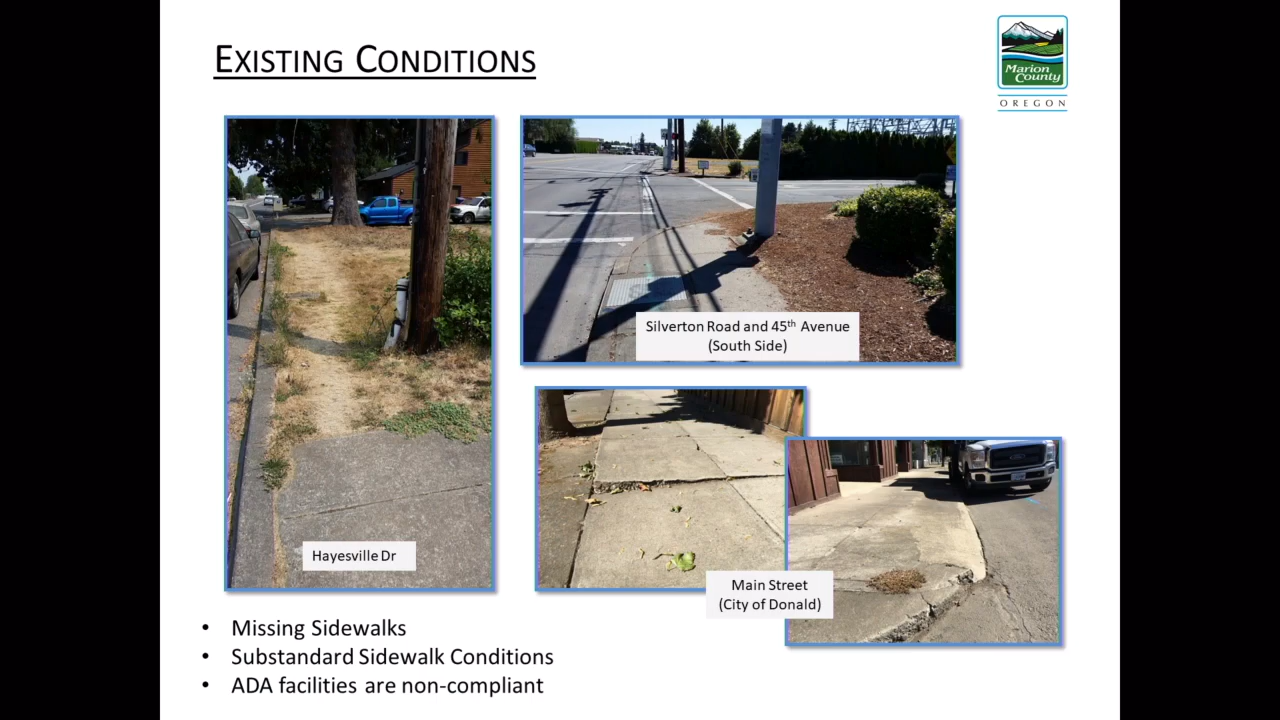 EXISTING CONDITIONS
Marion
County
OREGON
Silverton Road and 45th Avenue
(South Side)
Hayesville Dr
Main Street
(City of Donald)
• Missing Sidewalks
• Substandard Sidewalk Conditions
• ADA facilities are non-compliant